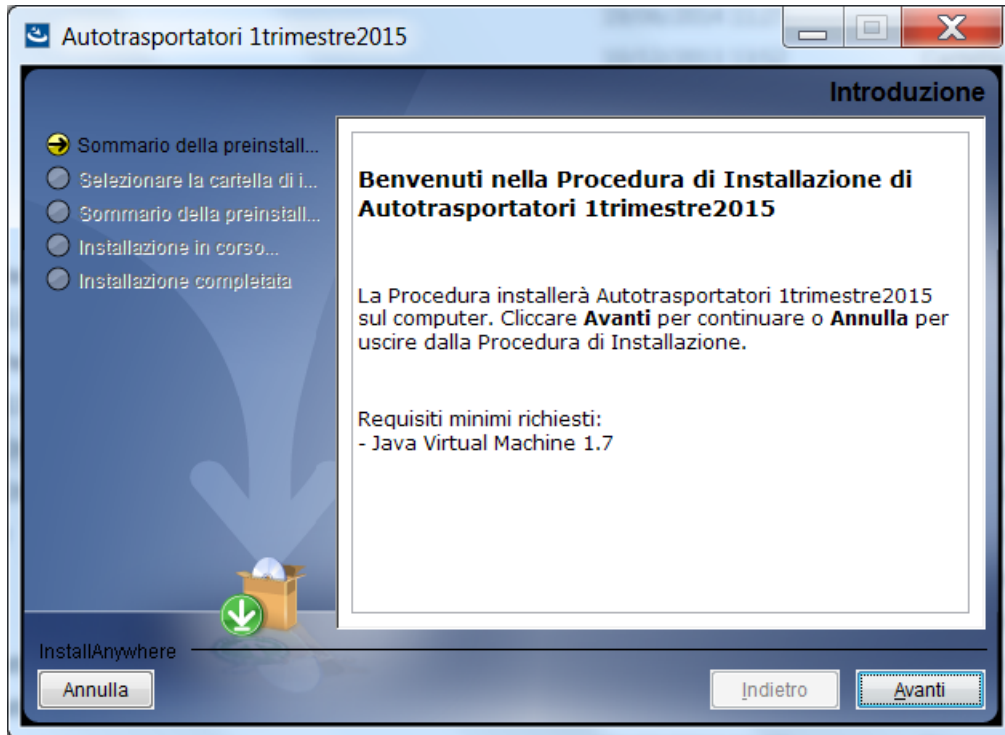 Autotrasportatori 1trimestre2015
Introduzione
Sommario della preinstall...
Selezionare la cartella di i...
Sommario della preinstall...
Installazione in corso...
Installazione completata
Benvenuti nella Procedura di Installazione di
Autotrasportatori 1trimestre2015
La Procedura installerà Autotrasportatori 1trimestre2015
sul computer. Cliccare Avanti per continuare o Annulla per
uscire dalla Procedura di Installazione.
Requisiti minimi richiesti:
- Java Virtual Machine 1.7
InstallAnywhere
Annulla
Indietro
Avanti